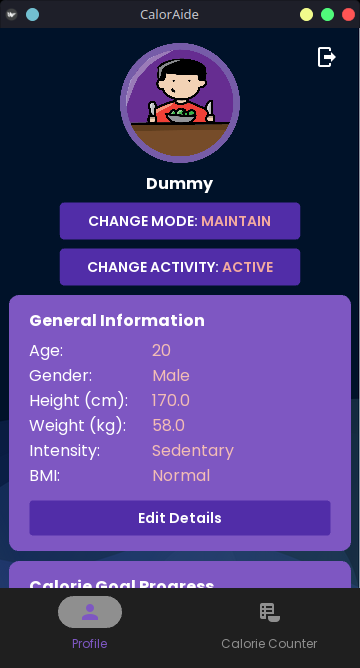 CalorAide
Dummy
CHANGE MODE: MAINTAIN
CHANGE ACTIVITY: ACTIVE
General Information
Age: 20
Gender: Male
Height (cm): 170.0
Weight (kg): 58.0
Intensity: Sedentary
BMI: Normal
Edit Details
Calorie Goal Progress
Profile Calorie Counter